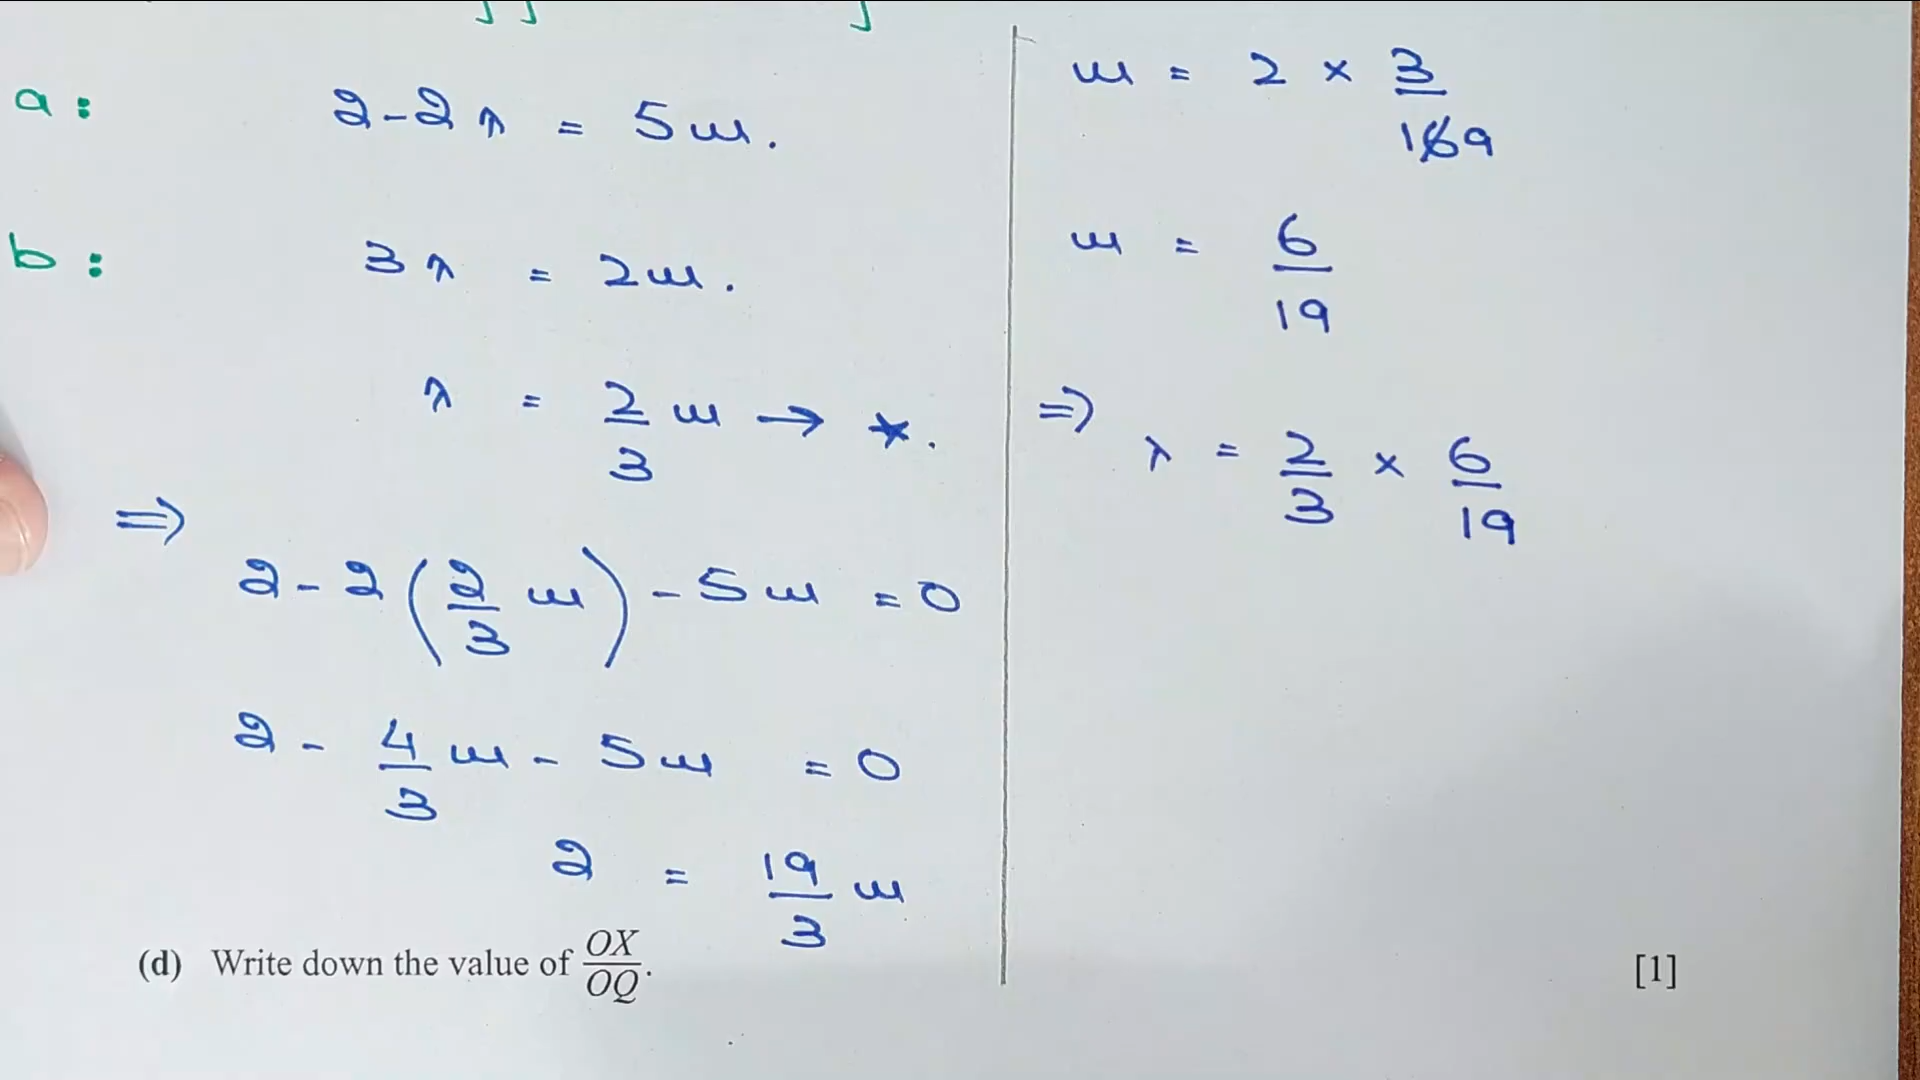 a: 2-2λ = 5μ.
b: 3λ = 2μ.
λ = 2/3 μ → *.
⇒
2-2(2/3 μ)-5μ = 0
2 - 4/3 μ - 5μ = 0
2 = 19/3 μ
μ = 2 × 3/19
μ = 6/19
⇒ λ = 2/3 × 6/19
(d) Write down the value of OX/OQ. [1]